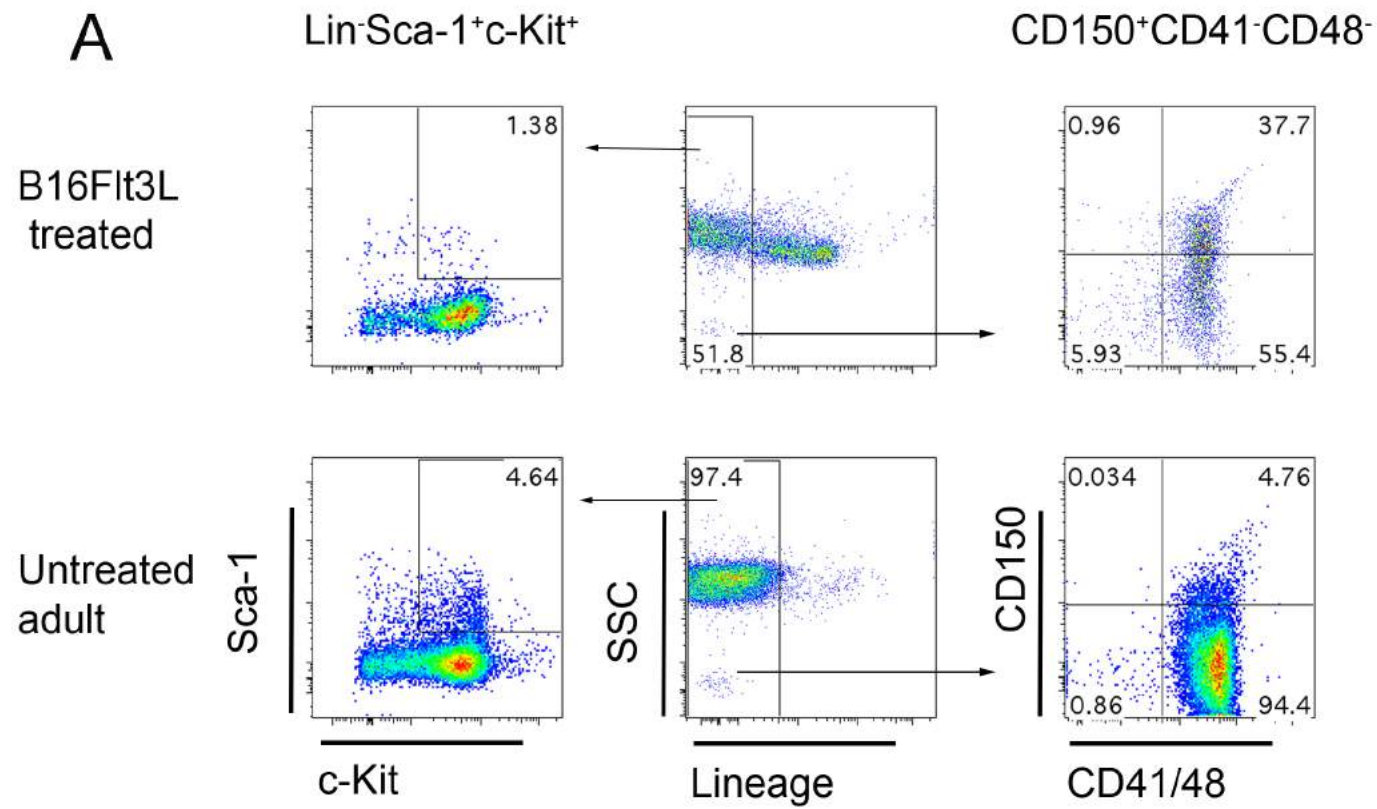 A
Lin⁻Sca-1⁺c-Kit⁺
CD150⁺CD41⁻CD48⁻
B16Flt3L
treated
1.38
51.8
0.96
37.7
5.93
55.4
Untreated
adult
Sca-1
4.64
SSC
97.4
CD150
0.034
4.76
0.86
94.4
c-Kit
Lineage
CD41/48